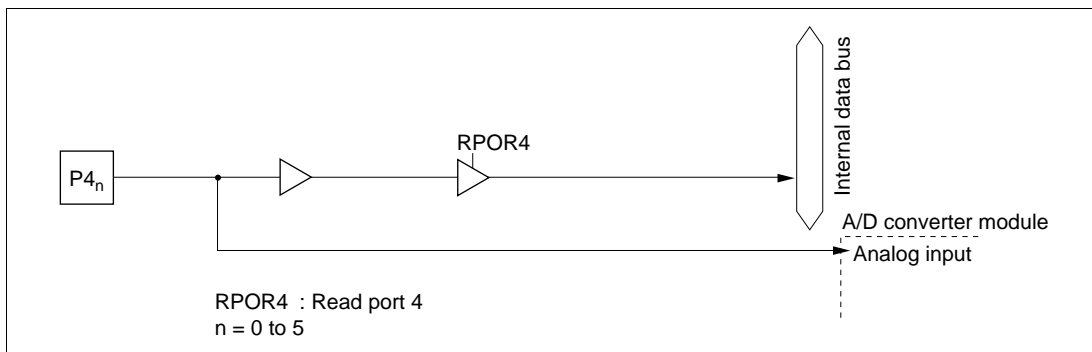 RPOR4
P4n
Internal data bus
A/D converter module
Analog input
RPOR4 : Read port 4
n = 0 to 5